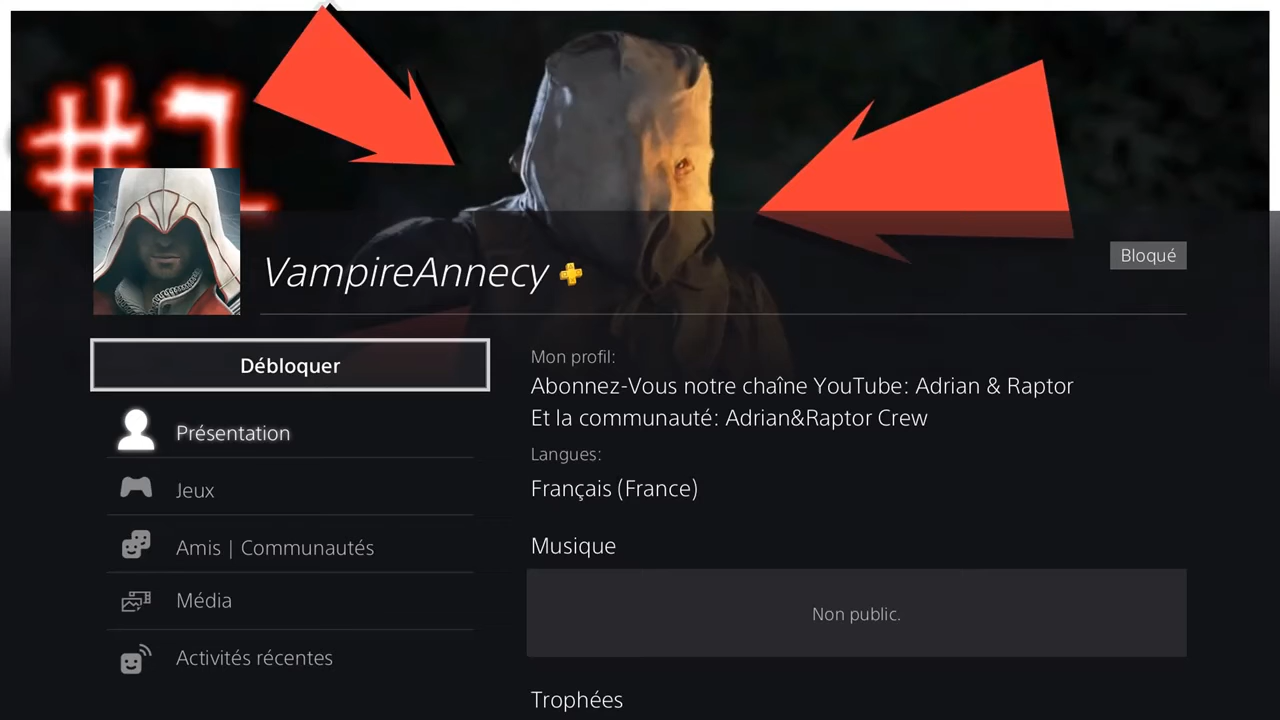 #1
VampireAnnecy
Bloqué
Débloquer
Présentation
Jeux
Amis | Communautés
Média
Activités récentes
Mon profil:
Abonnez-Vous notre chaîne YouTube: Adrian & Raptor
Et la communauté: Adrian&Raptor Crew
Langues:
Français (France)
Musique
Non public.
Trophées